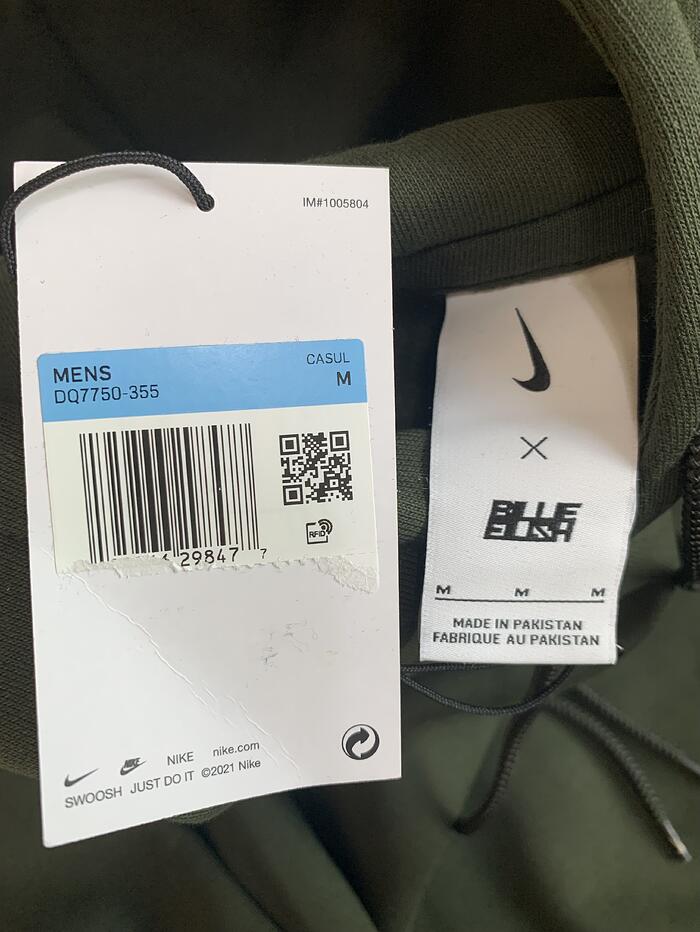 IM#1005804
MENS
CASUL
DQ7750-355
M
29847 7
RFID
NIKE
NIKE nike.com
SWOOSH JUST DO IT ©2021 Nike
X
BILLIE
EILISH
M M M
MADE IN PAKISTAN
FABRIQUE AU PAKISTAN